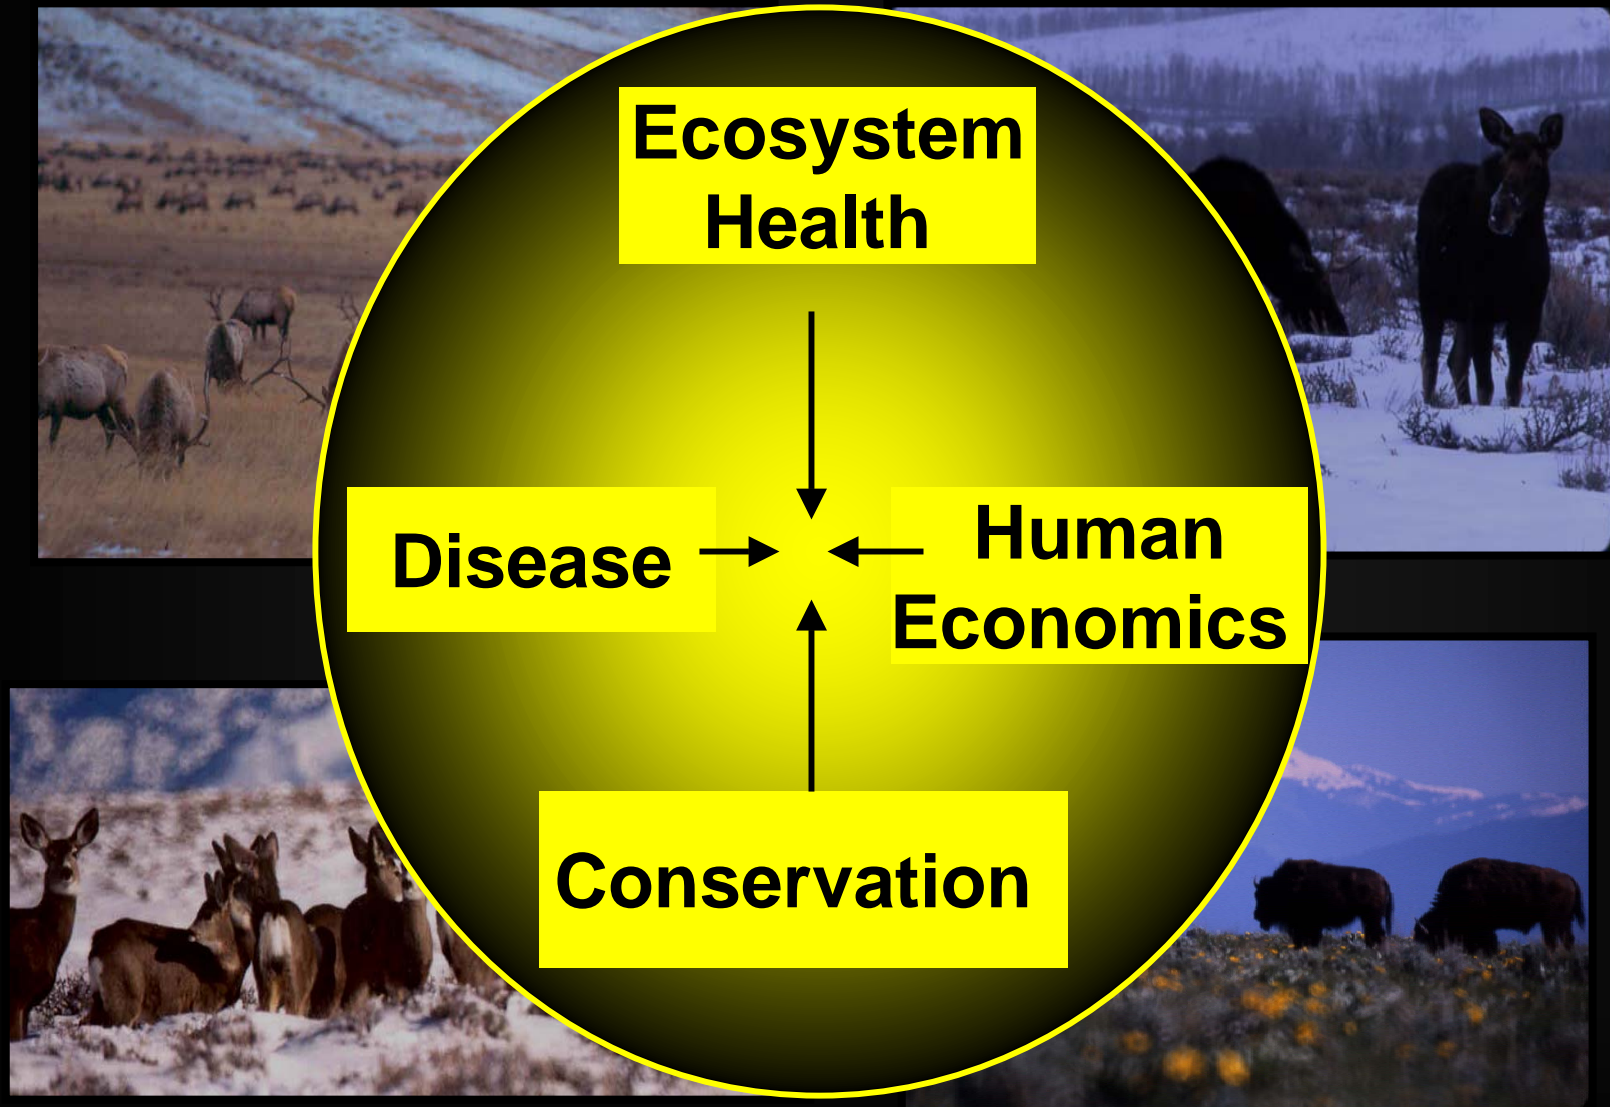 Ecosystem
Health
Disease
Human
Economics
Conservation